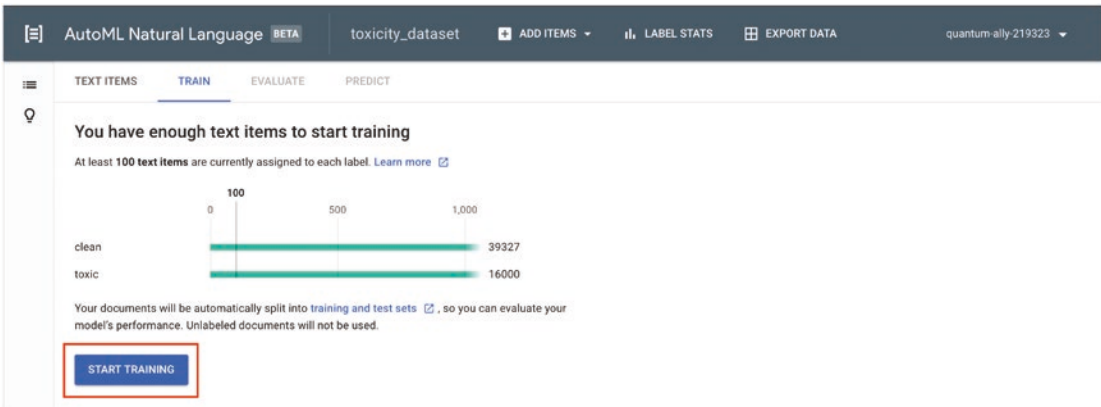 AutoML Natural Language BETA toxicity_dataset ADD ITEMS LABEL STATS EXPORT DATA quantum-ally-219323
TEXT ITEMS TRAIN EVALUATE PREDICT
You have enough text items to start training
At least 100 text items are currently assigned to each label. Learn more
100
0 500 1,000
clean 39327
toxic 16000
Your documents will be automatically split into training and test sets , so you can evaluate your
model's performance. Unlabeled documents will not be used.
START TRAINING